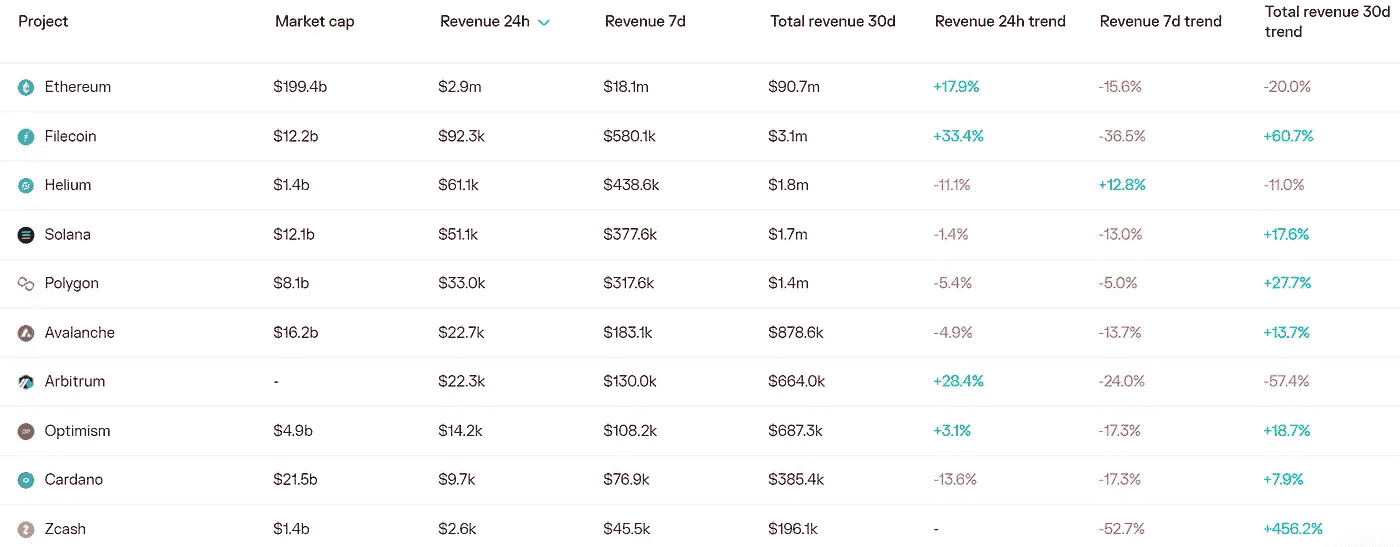 Project Market cap Revenue 24h Revenue 7d Total revenue 30d Revenue 24h trend Revenue 7d trend Total revenue 30d
trend
Ethereum $199.4b $2.9m $18.1m $90.7m +17.9% -15.6% -20.0%
Filecoin $12.2b $92.3k $580.1k $3.1m +33.4% -36.5% +60.7%
Helium $1.4b $61.1k $438.6k $1.8m -11.1% +12.8% -11.0%
Solana $12.1b $51.1k $377.6k $1.7m -1.4% -13.0% +17.6%
Polygon $8.1b $33.0k $317.6k $1.4m -5.4% -5.0% +27.7%
Avalanche $16.2b $22.7k $183.1k $878.6k -4.9% -13.7% +13.7%
Arbitrum - $22.3k $130.0k $664.0k +28.4% -24.0% -57.4%
Optimism $4.9b $14.2k $108.2k $687.3k +3.1% -17.3% +18.7%
Cardano $21.5b $9.7k $76.9k $385.4k -13.6% -17.3% +7.9%
Zcash $1.4b $2.6k $45.5k $196.1k - -52.7% +456.2%